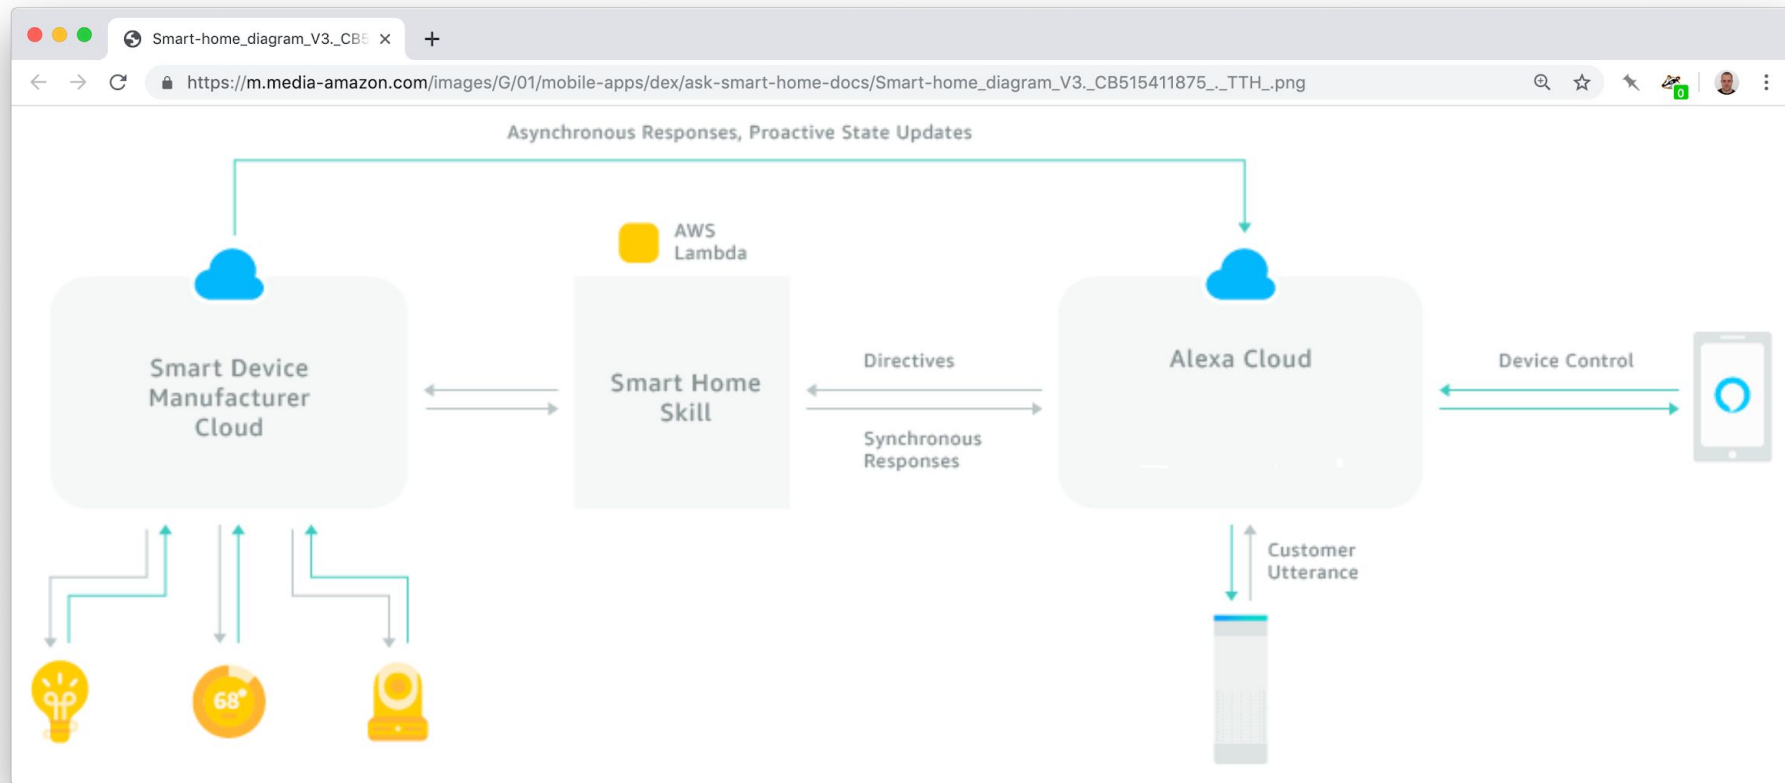 Smart-home_diagram_V3._CB5
https://m.media-amazon.com/images/G/01/mobile-apps/dex/ask-smart-home-docs/Smart-home_diagram_V3._CB515411875_._TTH_.png
0
Asynchronous Responses, Proactive State Updates
AWS
Lambda
Smart Device
Manufacturer
Cloud
Smart Home
Skill
Directives
Synchronous
Responses
Alexa Cloud
Device Control
Customer
Utterance
68°